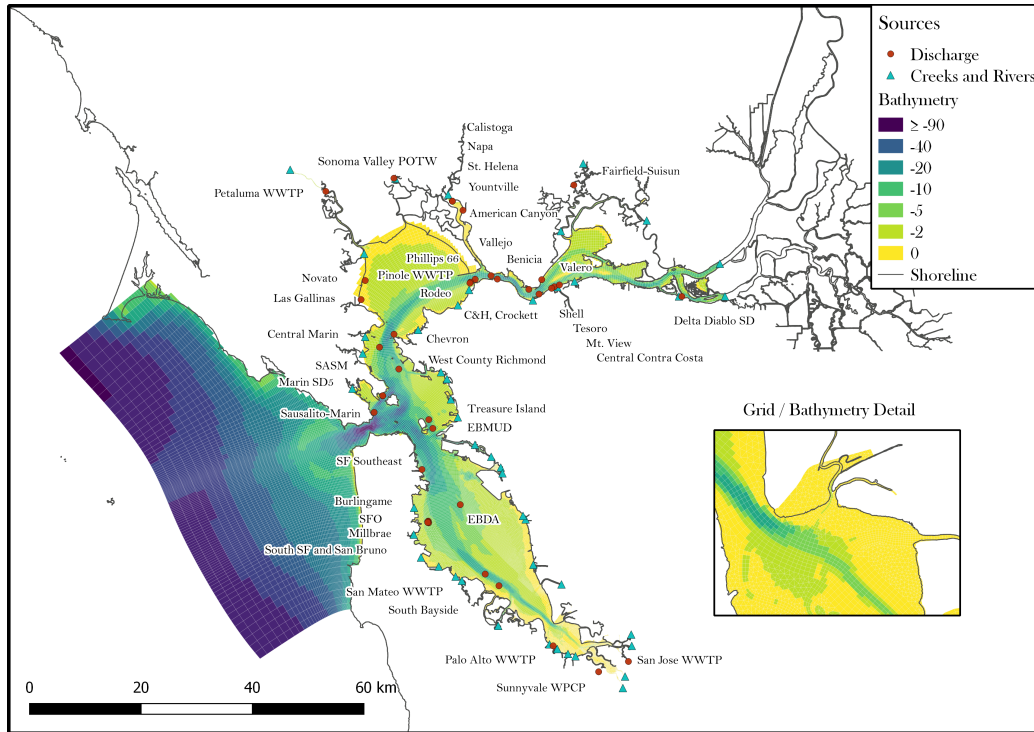 Sources
Discharge
Creeks and Rivers
Bathymetry
≥ -90
-40
-20
-10
-5
-2
0
Shoreline
Calistoga
Napa
St. Helena
Yountville
Sonoma Valley POTW
Petaluma WWTP
Fairfield-Suisun
American Canyon
Vallejo
Benicia
Phillips 66
Pinole WWTP
Valero
Novato
Las Gallinas
Rodeo
C&H, Crockett
Shell
Tesoro
Mt. View
Central Contra Costa
Delta Diablo SD
Central Marin
Chevron
SASM
West County Richmond
Marin SD5
Sausalito-Marin
Treasure Island
EBMUD
Grid / Bathymetry Detail
SF Southeast
Burlingame
SFO
Millbrae
EBDA
South SF and San Bruno
San Mateo WWTP
South Bayside
Palo Alto WWTP
San Jose WWTP
Sunnyvale WPCP
0 20 40 60 km